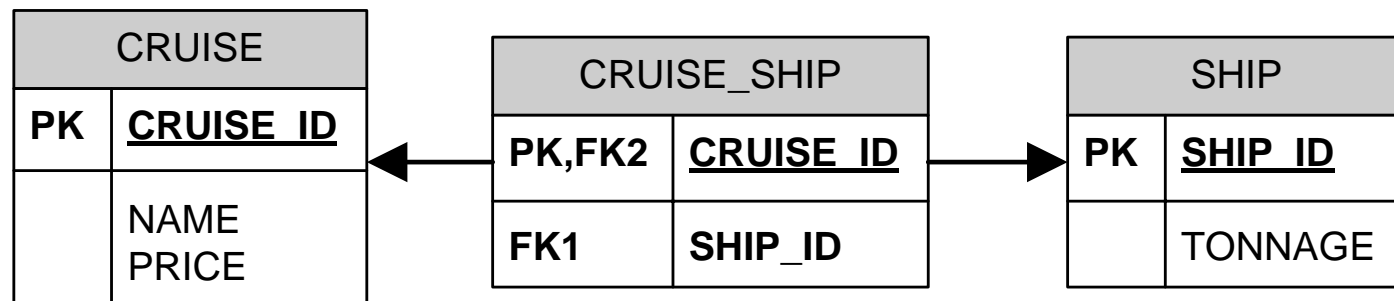 CRUISE
PK CRUISE_ID
NAME
PRICE
CRUISE_SHIP
PK,FK2 CRUISE_ID
FK1 SHIP_ID
SHIP
PK SHIP_ID
TONNAGE